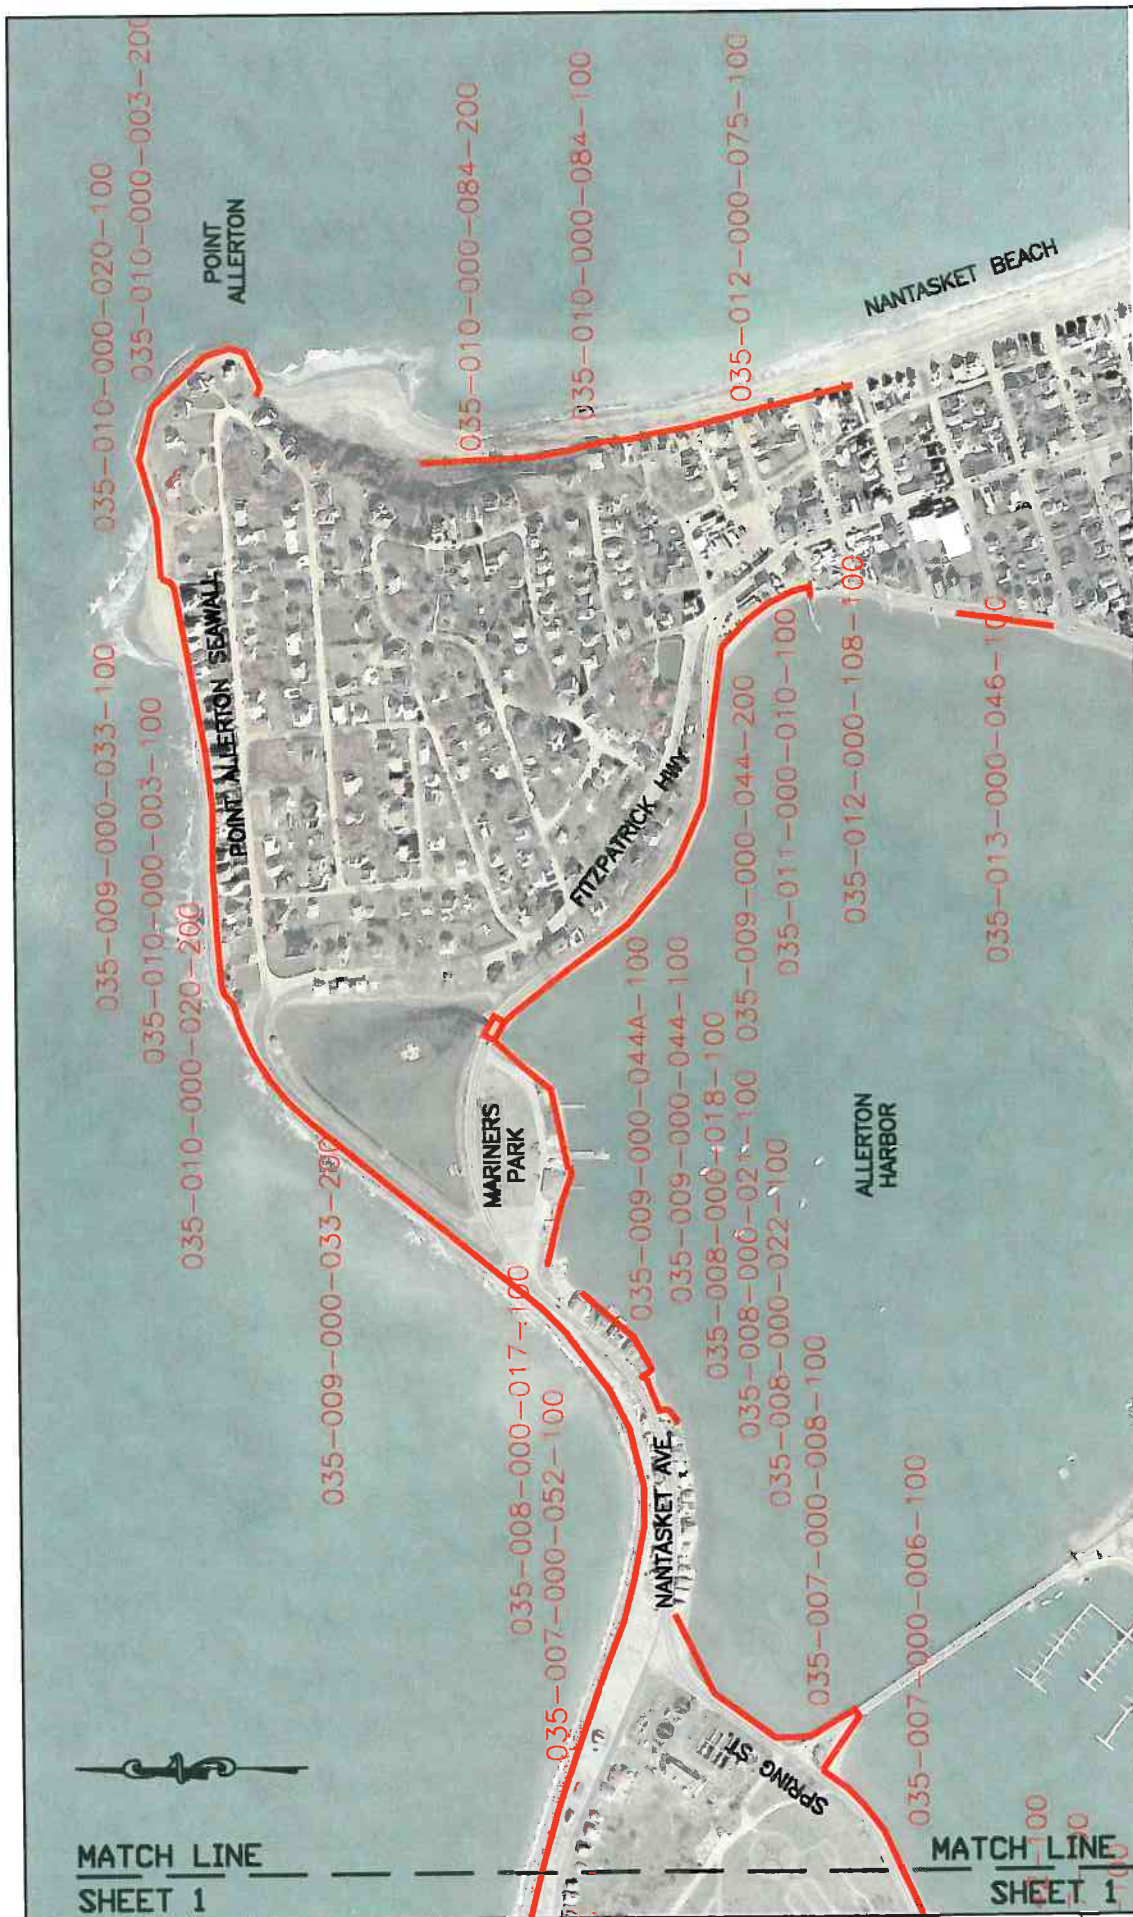 035-010-000-020-100
035-010-000-003-200
POINT
ALLERTON
035-010-000-084-200
035-010-000-084-100
035-012-000-075-100
NANTASKET BEACH
POINT ALLERTON SEAWALL
035-009-000-033-100
035-010-000-003-100
035-010-000-020-200
FITZPATRICK HWY
035-009-000-044-200
035-011-000-010-100
035-012-000-108-100
035-013-000-046-100
035-009-000-033-200
MARINERS
PARK
035-009-000-044A-100
035-009-000-044-100
035-008-000-018-100
035-008-000-021-100
035-008-000-022-100
ALLERTON
HARBOR
035-008-000-017-100
035-007-000-052-100
NANTASKET AVE.
035-007-000-008-100
035-007-000-006-100
SPRING ST.
MATCH LINE
SHEET 1
MATCH LINE
SHEET 1